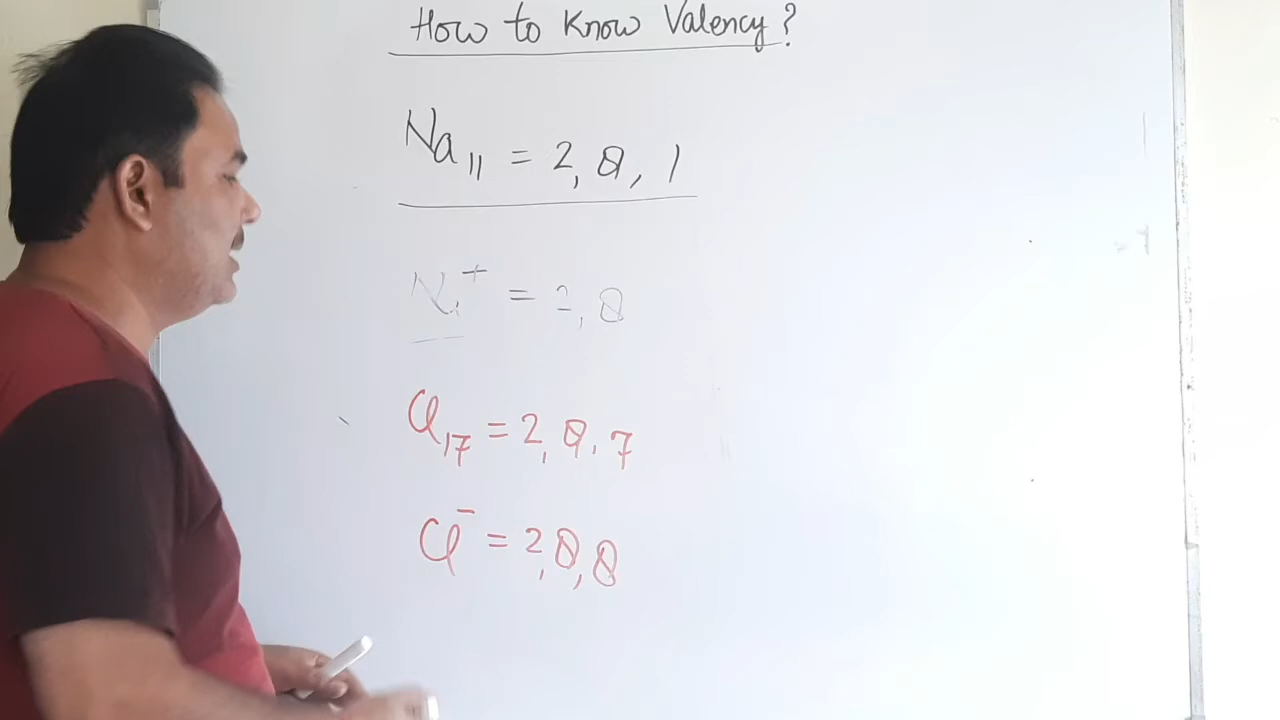 How to Know Valency?
Na₁₁ = 2, 8, 1
Na⁺ = 2, 8
Cl₁₇ = 2, 8, 7
Cl⁻ = 2, 8, 8